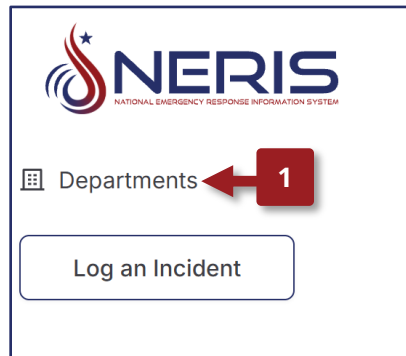 NERIS
NATIONAL EMERGENCY RESPONSE INFORMATION SYSTEM
Departments
1
Log an Incident